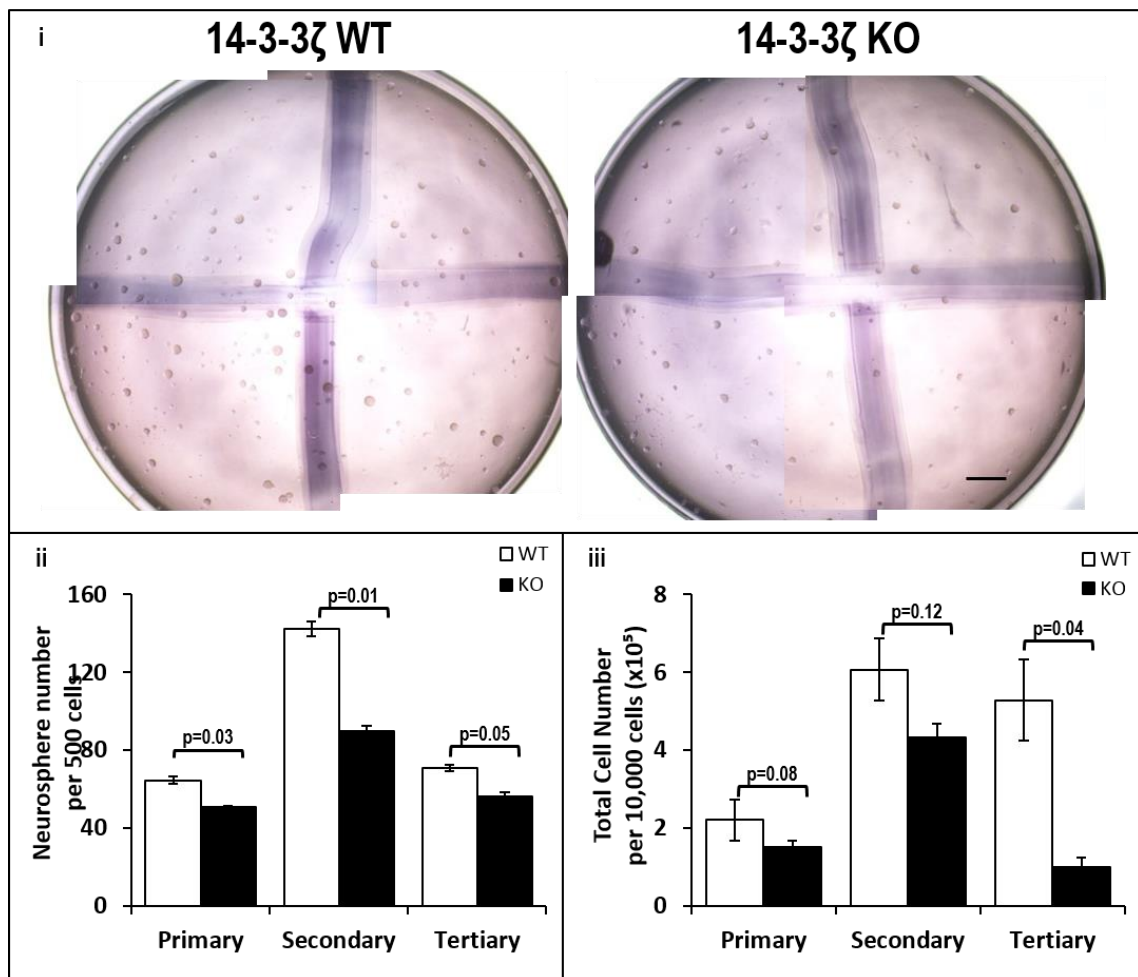 i
14-3-3ζ WT
14-3-3ζ KO
ii
WT
KO
Neurosphere number
per 500 cells
160
120
80
40
0
p=0.03
p=0.01
p=0.05
Primary
Secondary
Tertiary
iii
WT
KO
Total Cell Number
per 10,000 cells (x10⁵)
8
6
4
2
0
p=0.08
p=0.12
p=0.04
Primary
Secondary
Tertiary